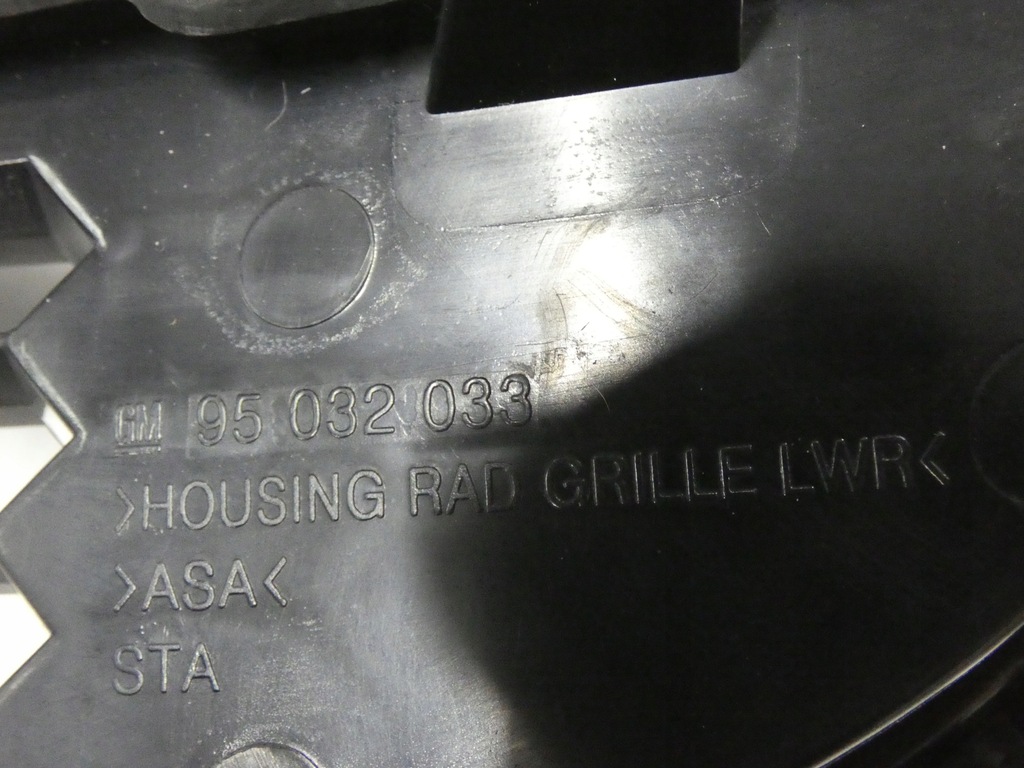 GM 95 032 033
>HOUSING RAD GRILLE LWR<
>ASA<
STA